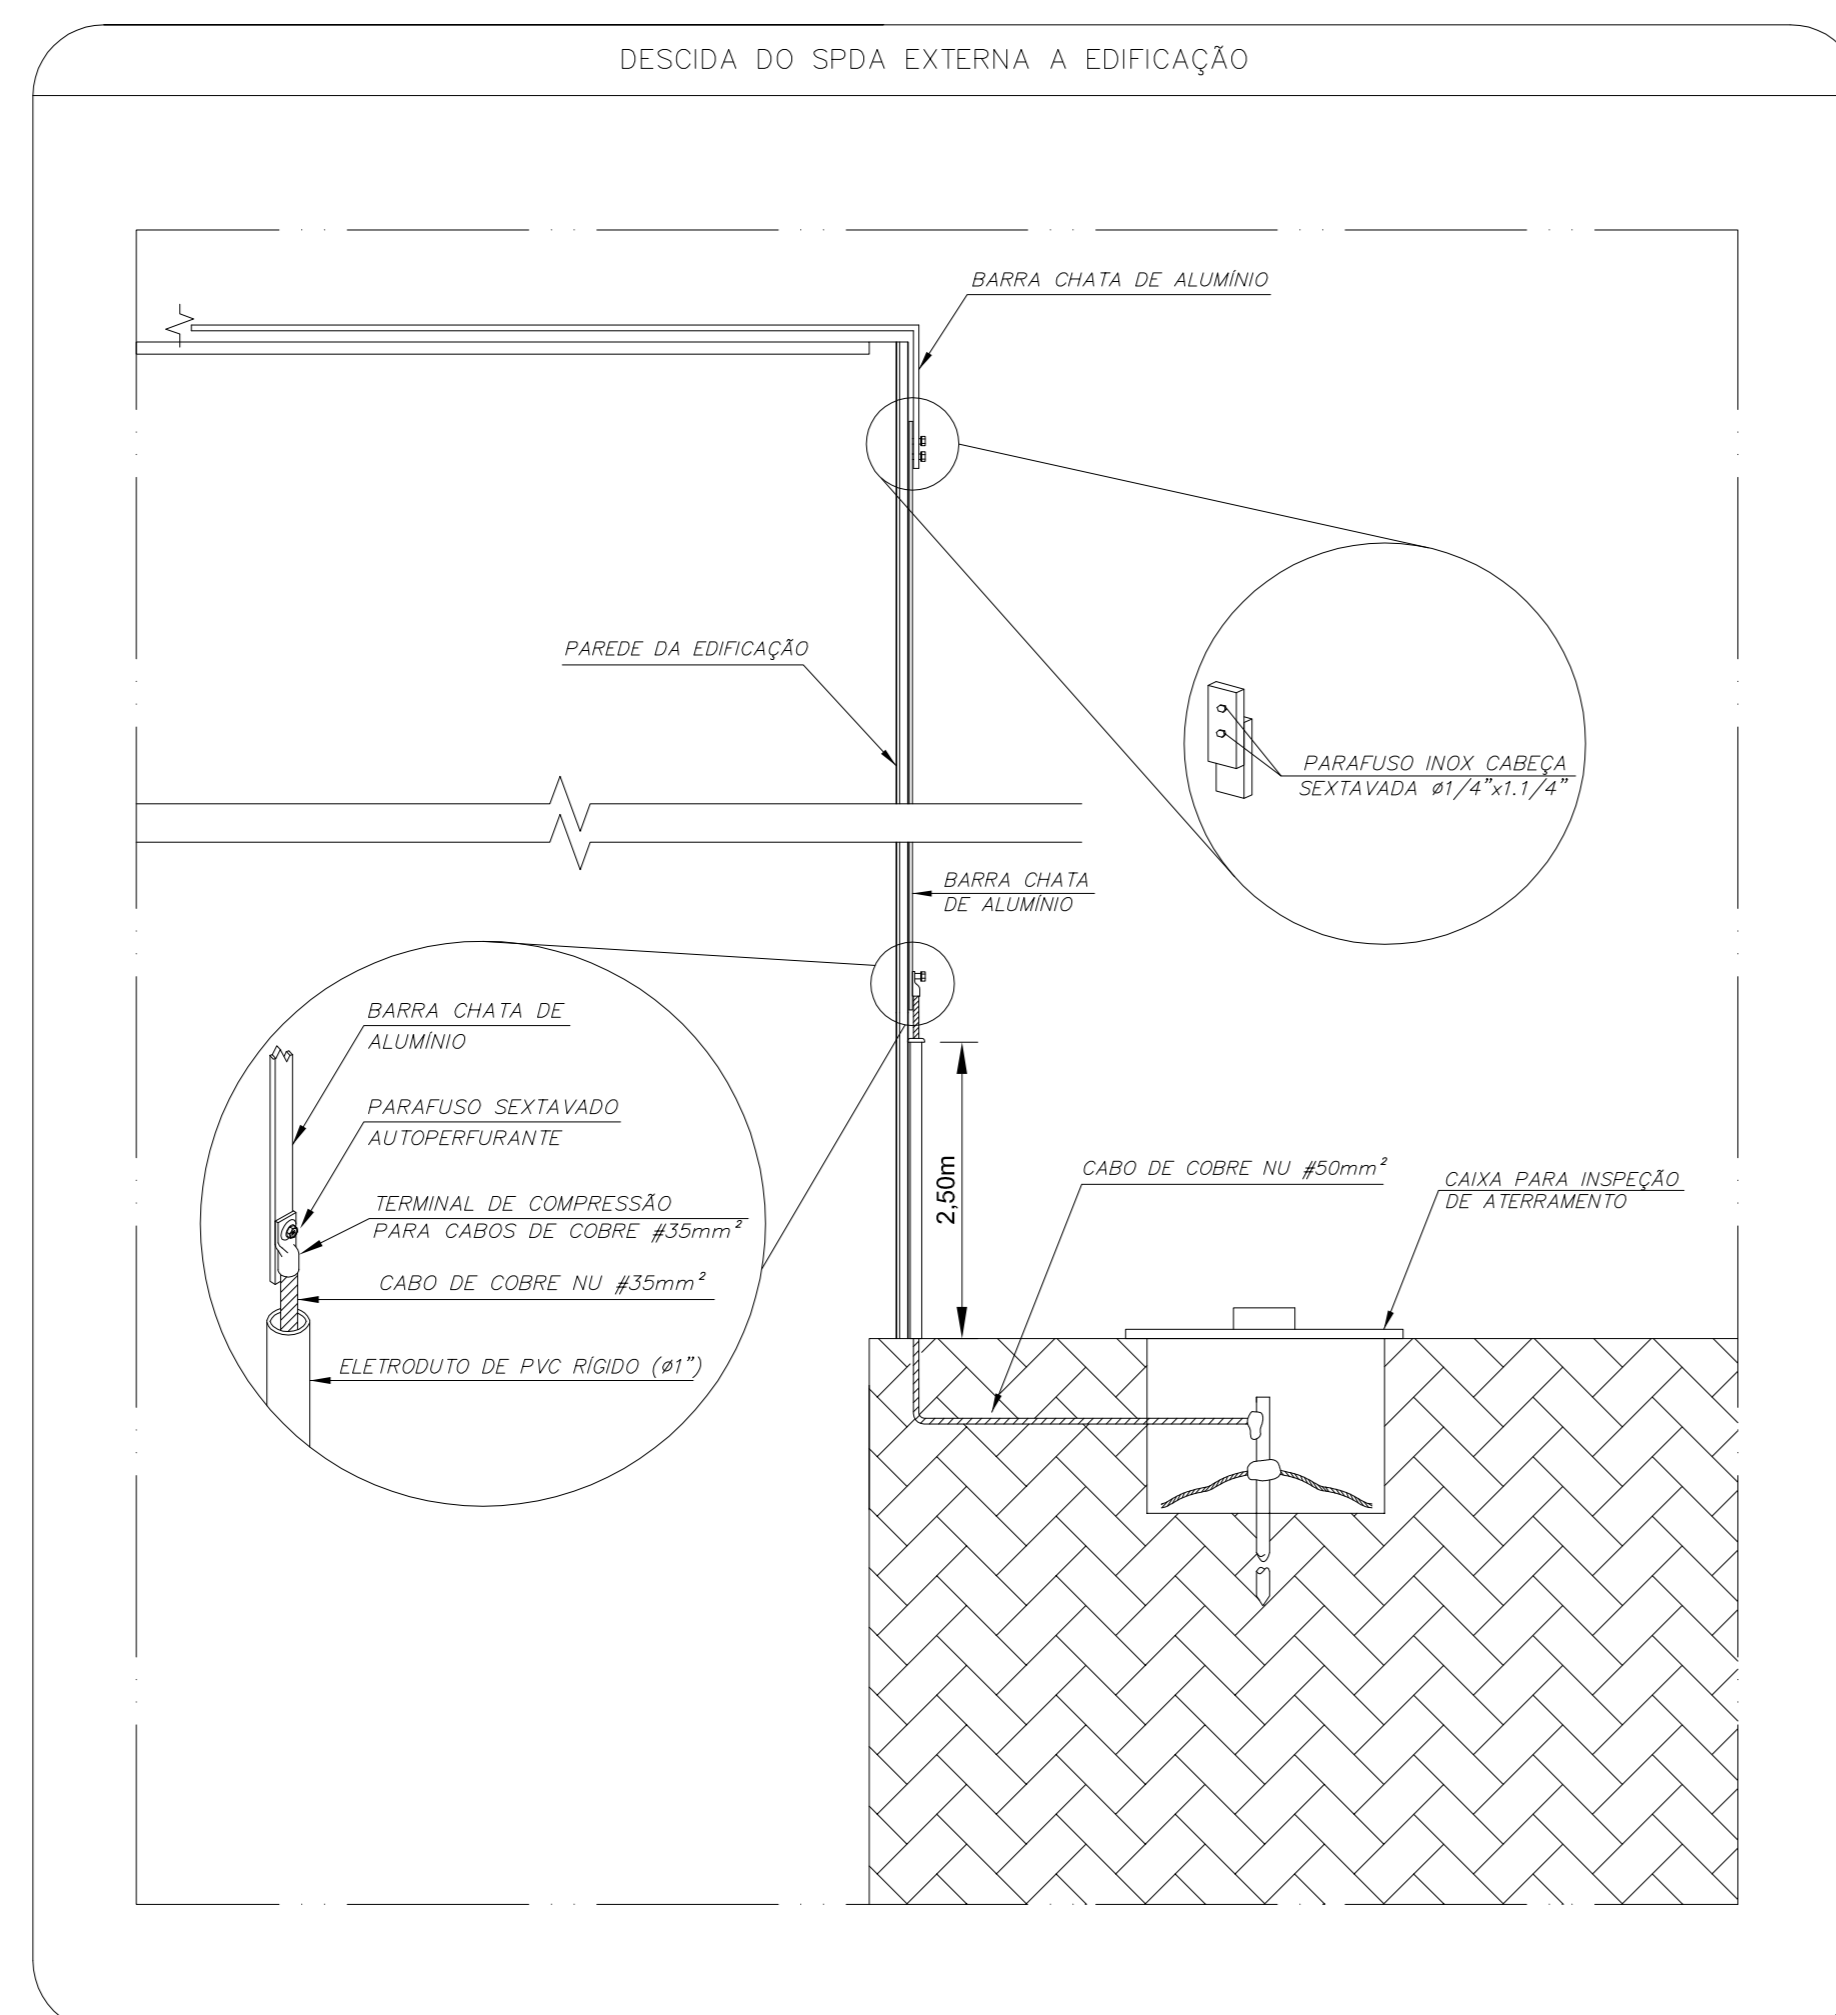 DESCIDA DO SPDA EXTERNA A EDIFICAÇÃO
BARRA CHATA DE ALUMÍNIO
PAREDE DA EDIFICAÇÃO
PARAFUSO INOX CABEÇA
SEXTAVADA ø1/4"x1.1/4"
BARRA CHATA
DE ALUMÍNIO
BARRA CHATA DE
ALUMÍNIO
PARAFUSO SEXTAVADO
AUTOPERFURANTE
TERMINAL DE COMPRESSÃO
PARA CABOS DE COBRE #35mm²
CABO DE COBRE NU #35mm²
ELETRODUTO DE PVC RÍGIDO (ø1")
2,50m
CABO DE COBRE NU #50mm²
CAIXA PARA INSPEÇÃO
DE ATERRAMENTO